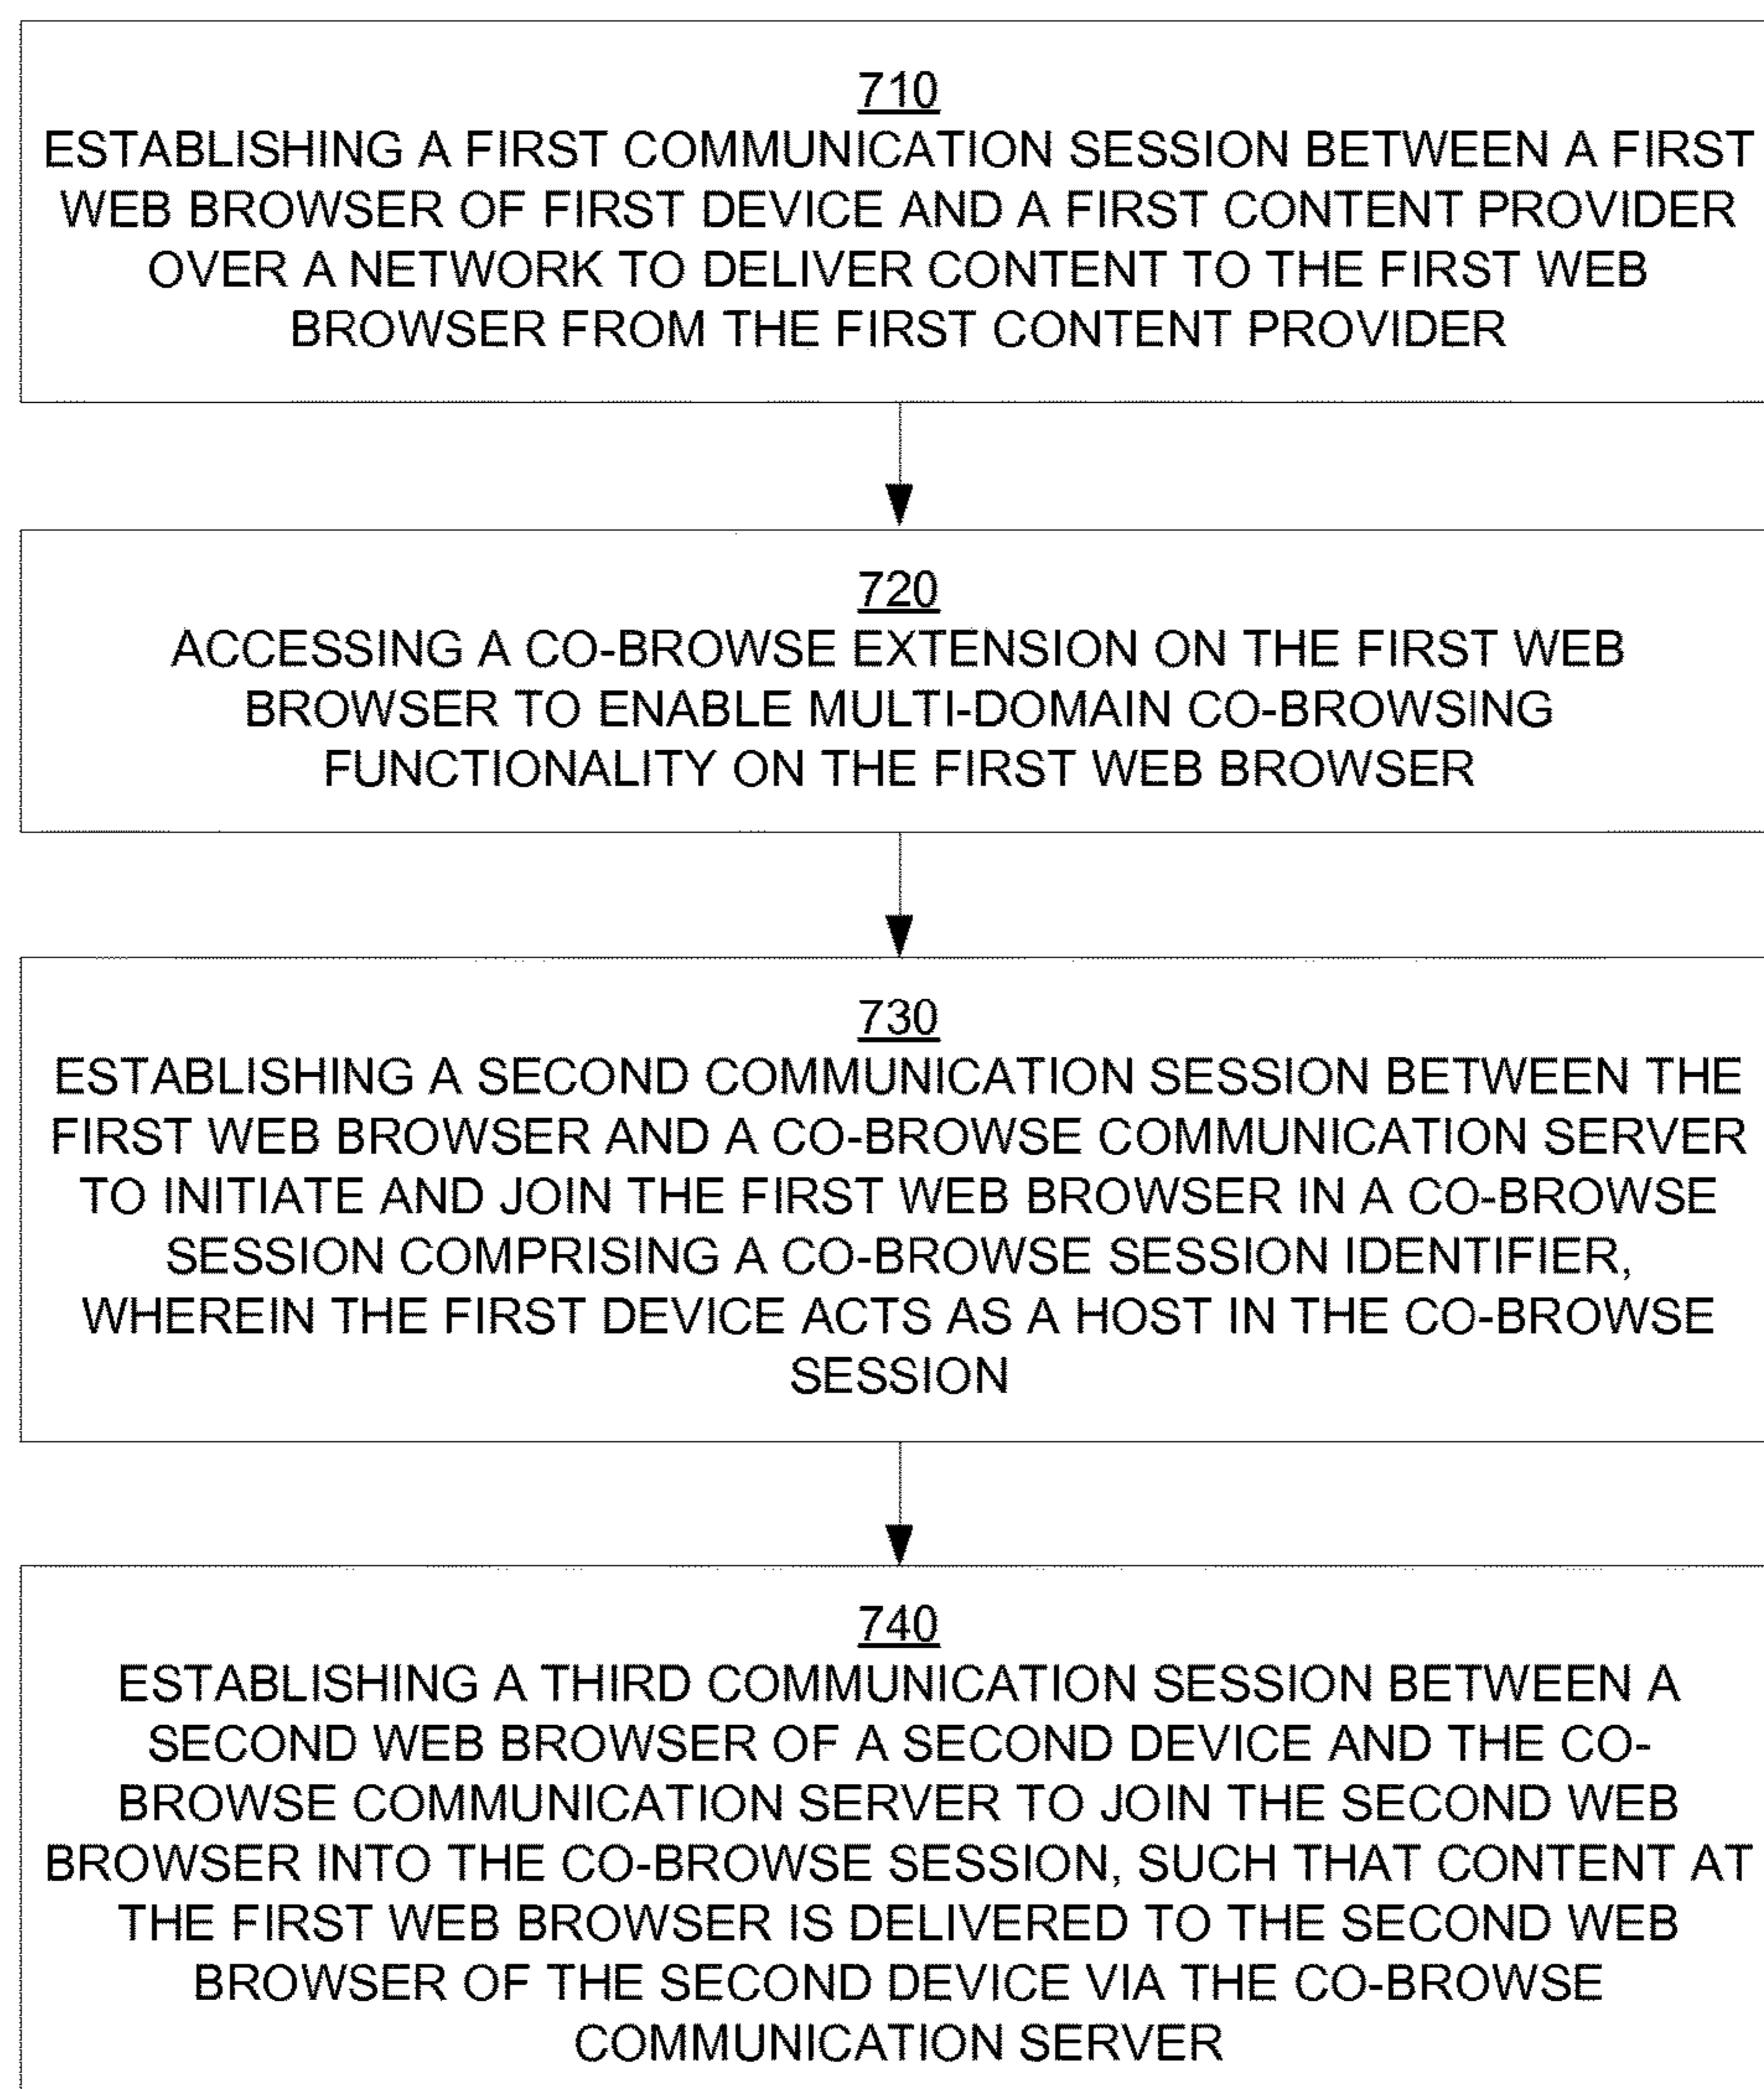 710
ESTABLISHING A FIRST COMMUNICATION SESSION BETWEEN A FIRST
WEB BROWSER OF FIRST DEVICE AND A FIRST CONTENT PROVIDER
OVER A NETWORK TO DELIVER CONTENT TO THE FIRST WEB
BROWSER FROM THE FIRST CONTENT PROVIDER
720
ACCESSING A CO-BROWSE EXTENSION ON THE FIRST WEB
BROWSER TO ENABLE MULTI-DOMAIN CO-BROWSING
FUNCTIONALITY ON THE FIRST WEB BROWSER
730
ESTABLISHING A SECOND COMMUNICATION SESSION BETWEEN THE
FIRST WEB BROWSER AND A CO-BROWSE COMMUNICATION SERVER
TO INITIATE AND JOIN THE FIRST WEB BROWSER IN A CO-BROWSE
SESSION COMPRISING A CO-BROWSE SESSION IDENTIFIER,
WHEREIN THE FIRST DEVICE ACTS AS A HOST IN THE CO-BROWSE
SESSION
740
ESTABLISHING A THIRD COMMUNICATION SESSION BETWEEN A
SECOND WEB BROWSER OF A SECOND DEVICE AND THE CO-
BROWSE COMMUNICATION SERVER TO JOIN THE SECOND WEB
BROWSER INTO THE CO-BROWSE SESSION, SUCH THAT CONTENT AT
THE FIRST WEB BROWSER IS DELIVERED TO THE SECOND WEB
BROWSER OF THE SECOND DEVICE VIA THE CO-BROWSE
COMMUNICATION SERVER